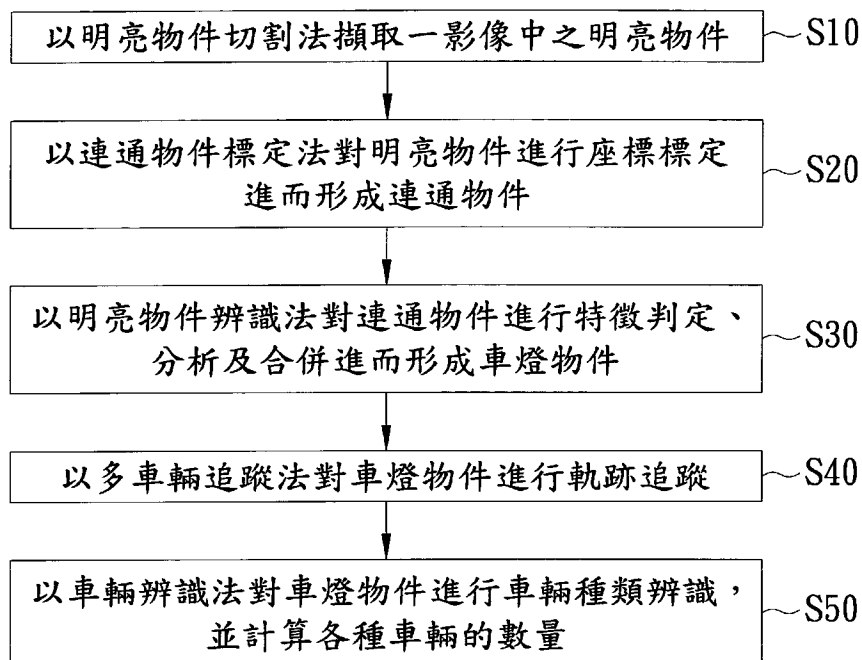 以明亮物件切割法擷取一影像中之明亮物件 S10
以連通物件標定法對明亮物件進行座標標定
進而形成連通物件
S20
以明亮物件辨識法對連通物件進行特徵判定、
分析及合併進而形成車燈物件
S30
以多車輛追蹤法對車燈物件進行軌跡追蹤 S40
以車輛辨識法對車燈物件進行車輛種類辨識，
並計算各種車輛的數量
S50